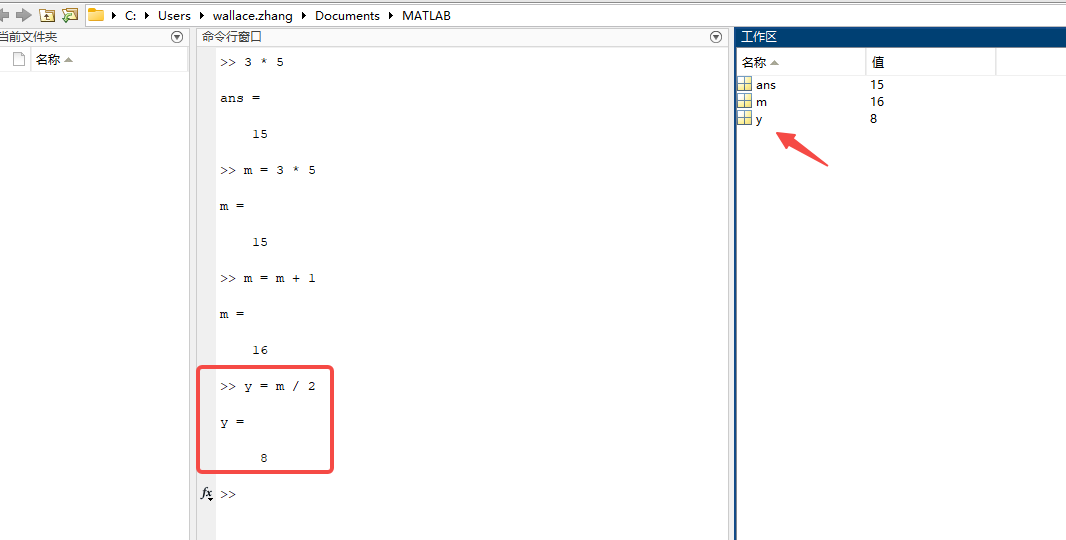 C: Users wallace.zhang Documents MATLAB
当前文件夹
名称
命令行窗口
>> 3 * 5
ans =
15
>> m = 3 * 5
m =
15
>> m = m + 1
m =
16
>> y = m / 2
y =
8
fx >>
工作区
名称 值
ans 15
m 16
y 8